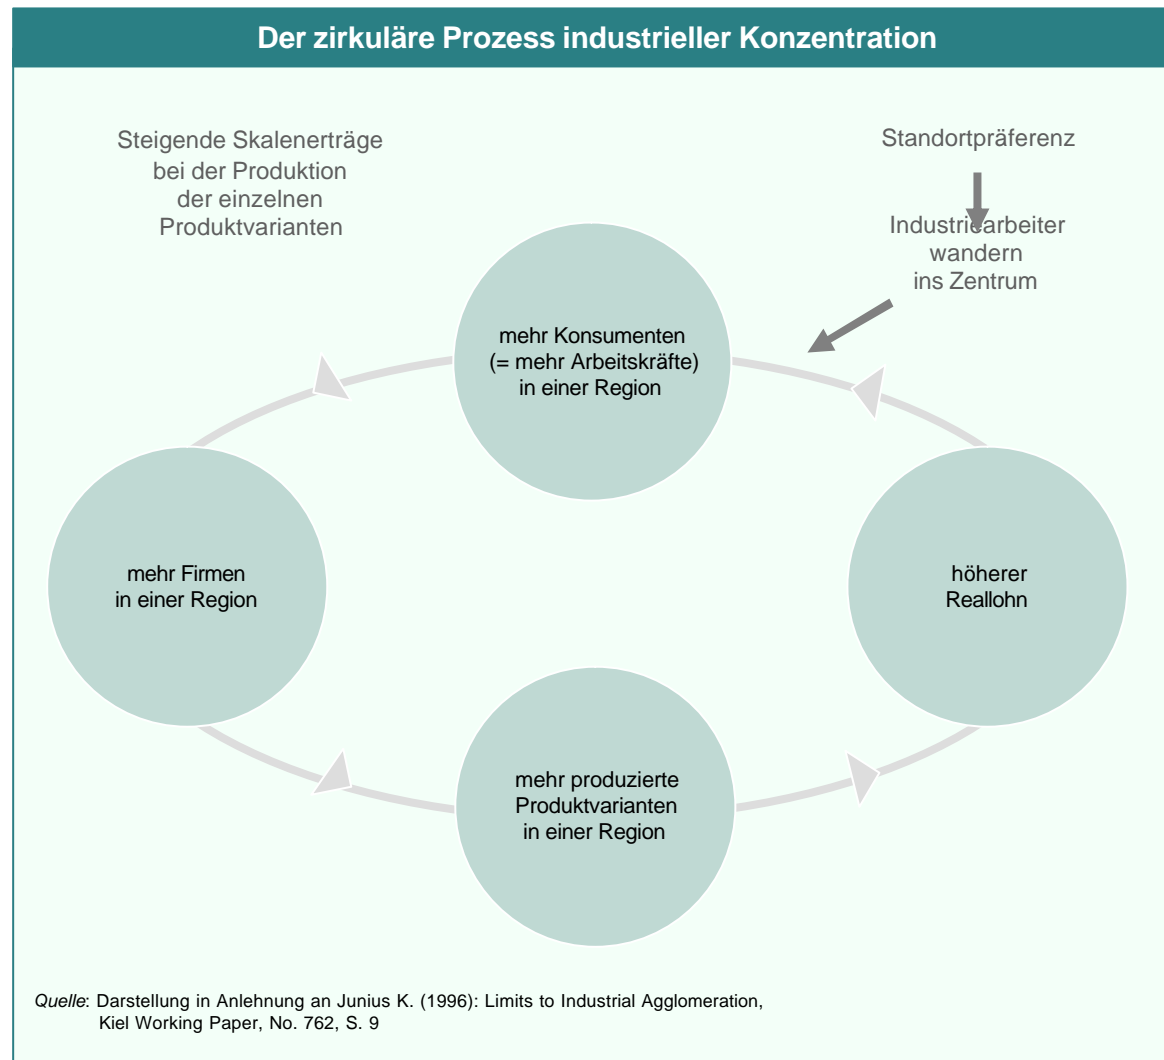 Der zirkuläre Prozess industrieller Konzentration
Steigende Skalenerträge
bei der Produktion
der einzelnen
Produktvarianten
Standortpräferenz
Industriearbeiter
wandern
ins Zentrum
mehr Konsumenten
(= mehr Arbeitskräfte)
in einer Region
mehr Firmen
in einer Region
höherer
Reallohn
mehr produzierte
Produktvarianten
in einer Region
Quelle: Darstellung in Anlehnung an Junius K. (1996): Limits to Industrial Agglomeration,
Kiel Working Paper, No. 762, S. 9